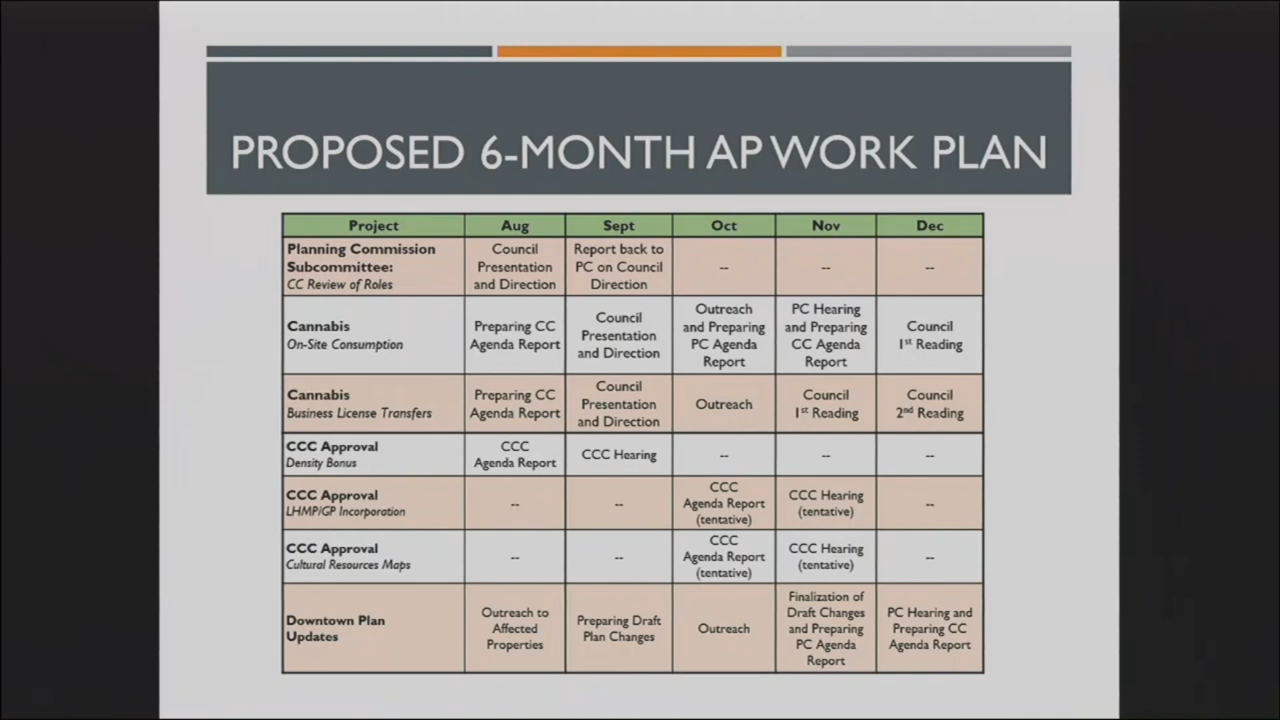 PROPOSED 6-MONTH AP WORK PLAN
Project Aug Sept Oct Nov Dec
Planning Commission
Subcommittee:
CC Review of Roles
Council
Presentation
and Direction
Report back to
PC on Council
Direction
--
--
--
Cannabis
On-Site Consumption
Preparing CC
Agenda Report
Council
Presentation
and Direction
Outreach
and Preparing
PC Agenda
Report
PC Hearing
and Preparing
CC Agenda
Report
Council
1st Reading
Cannabis
Business License Transfers
Preparing CC
Agenda Report
Council
Presentation
and Direction
Outreach
Council
1st Reading
Council
2nd Reading
CCC Approval
Density Bonus
CCC
Agenda Report
CCC Hearing
--
--
--
CCC Approval
LHMP/GP Incorporation
--
--
CCC
Agenda Report
(tentative)
CCC Hearing
(tentative)
--
CCC Approval
Cultural Resources Maps
--
--
CCC
Agenda Report
(tentative)
CCC Hearing
(tentative)
--
Downtown Plan
Updates
Outreach to
Affected
Properties
Preparing Draft
Plan Changes
Outreach
Finalization of
Draft Changes
and Preparing
PC Agenda
Report
PC Hearing and
Preparing CC
Agenda Report